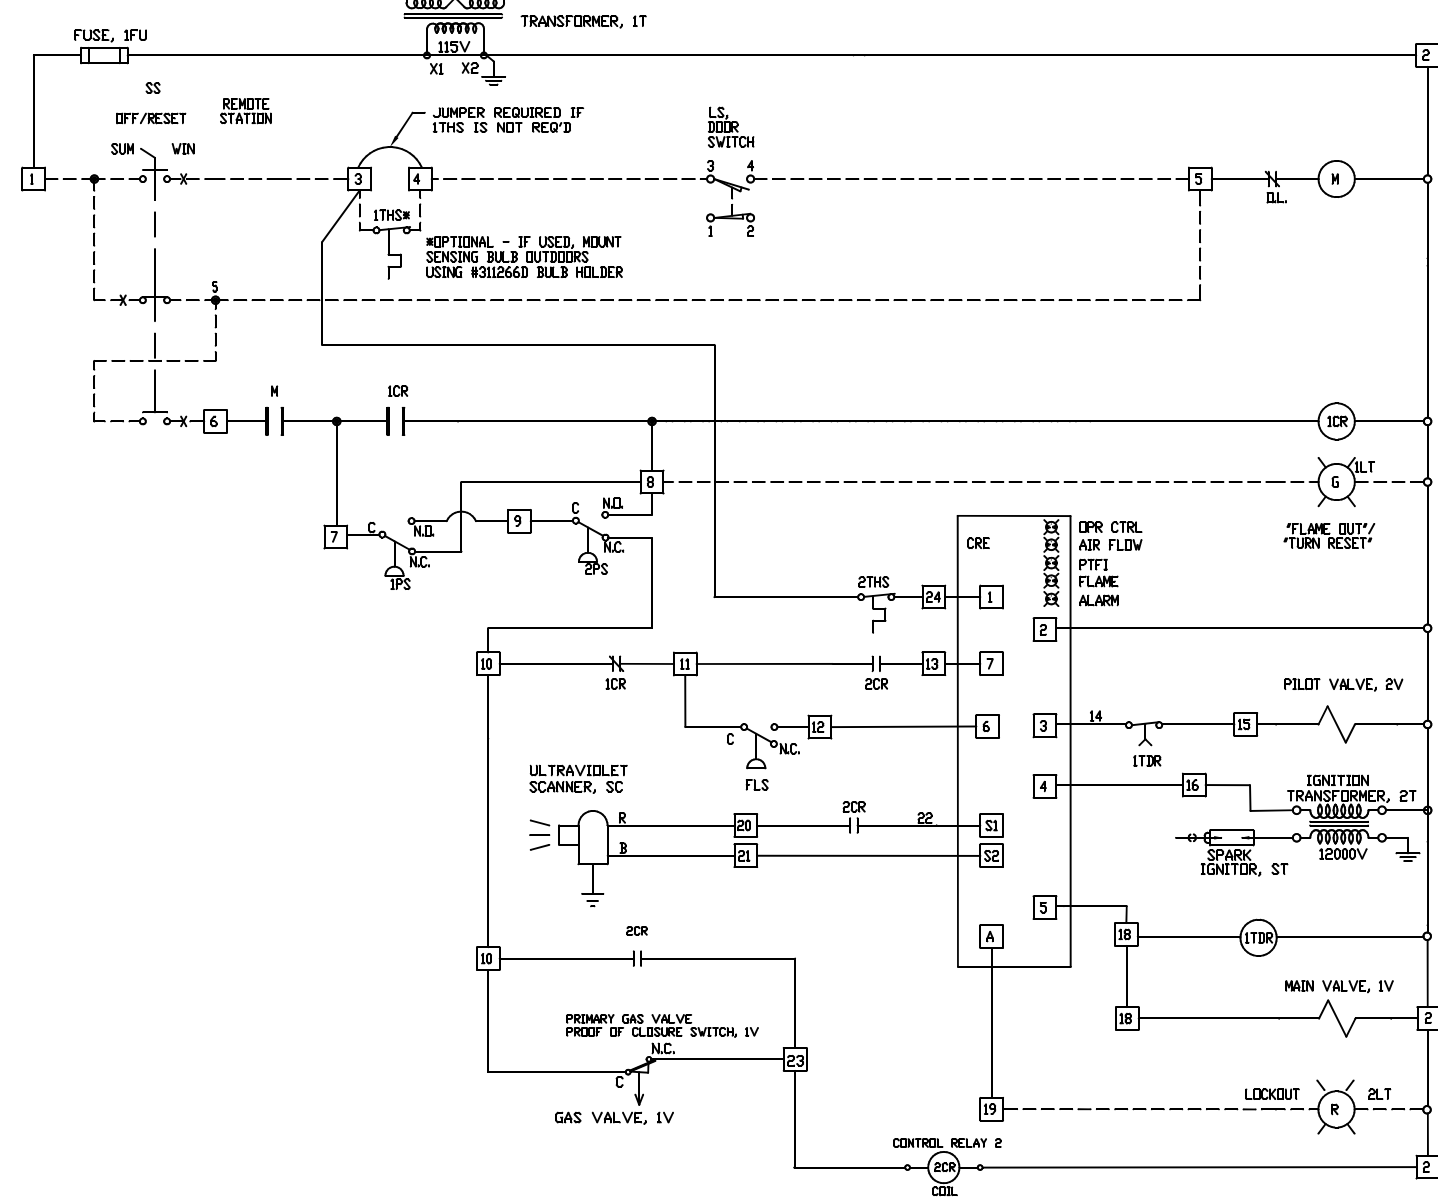 TRANSFORMER, 1T
FUSE, 1FU
115V
X1 X2
2
SS
OFF/RESET
REMOTE
STATION
SUM WIN
JUMPER REQUIRED IF
1THS IS NOT REQ'D
LS,
DOOR
SWITCH
3 4
1
X
3
4
5
O.L.
M
1THS*
1 2
*OPTIONAL - IF USED, MOUNT
SENSING BULB OUTDOORS
USING #311266D BULB HOLDER
X
5
M
1CR
X
6
1CR
8
1LT
G
"FLAME OUT"/
"TURN RESET"
7
C
N.O.
N.C.
1PS
9
C
N.O.
N.C.
2PS
CRE
OPR CTRL
AIR FLOW
PTFI
FLAME
ALARM
2THS
24
1
2
10
1CR
11
2CR
13
7
PILOT VALVE, 2V
C
N.C.
FLS
12
6
3
14
1TDR
15
ULTRAVIOLET
SCANNER, SC
4
16
IGNITION
TRANSFORMER, 2T
R
20
2CR
22
S1
B
21
S2
SPARK
IGNITOR, ST
12000V
5
A
18
1TDR
2CR
10
MAIN VALVE, 1V
18
2
PRIMARY GAS VALVE
PROOF OF CLOSURE SWITCH, 1V
N.C.
C
23
GAS VALVE, 1V
LOCKOUT
2LT
19
R
CONTROL RELAY 2
2CR
COIL
2